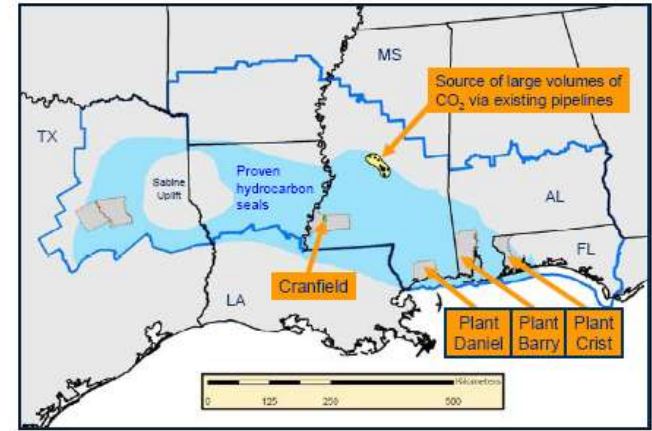 MS
Source of large volumes of
CO₂ via existing pipelines
TX
Sabine
Uplift
Proven
hydrocarbon
seals
AL
FL
Cranfield
LA
Plant
Daniel
Plant
Barry
Plant
Crist
Kilometers
0 125 250 500